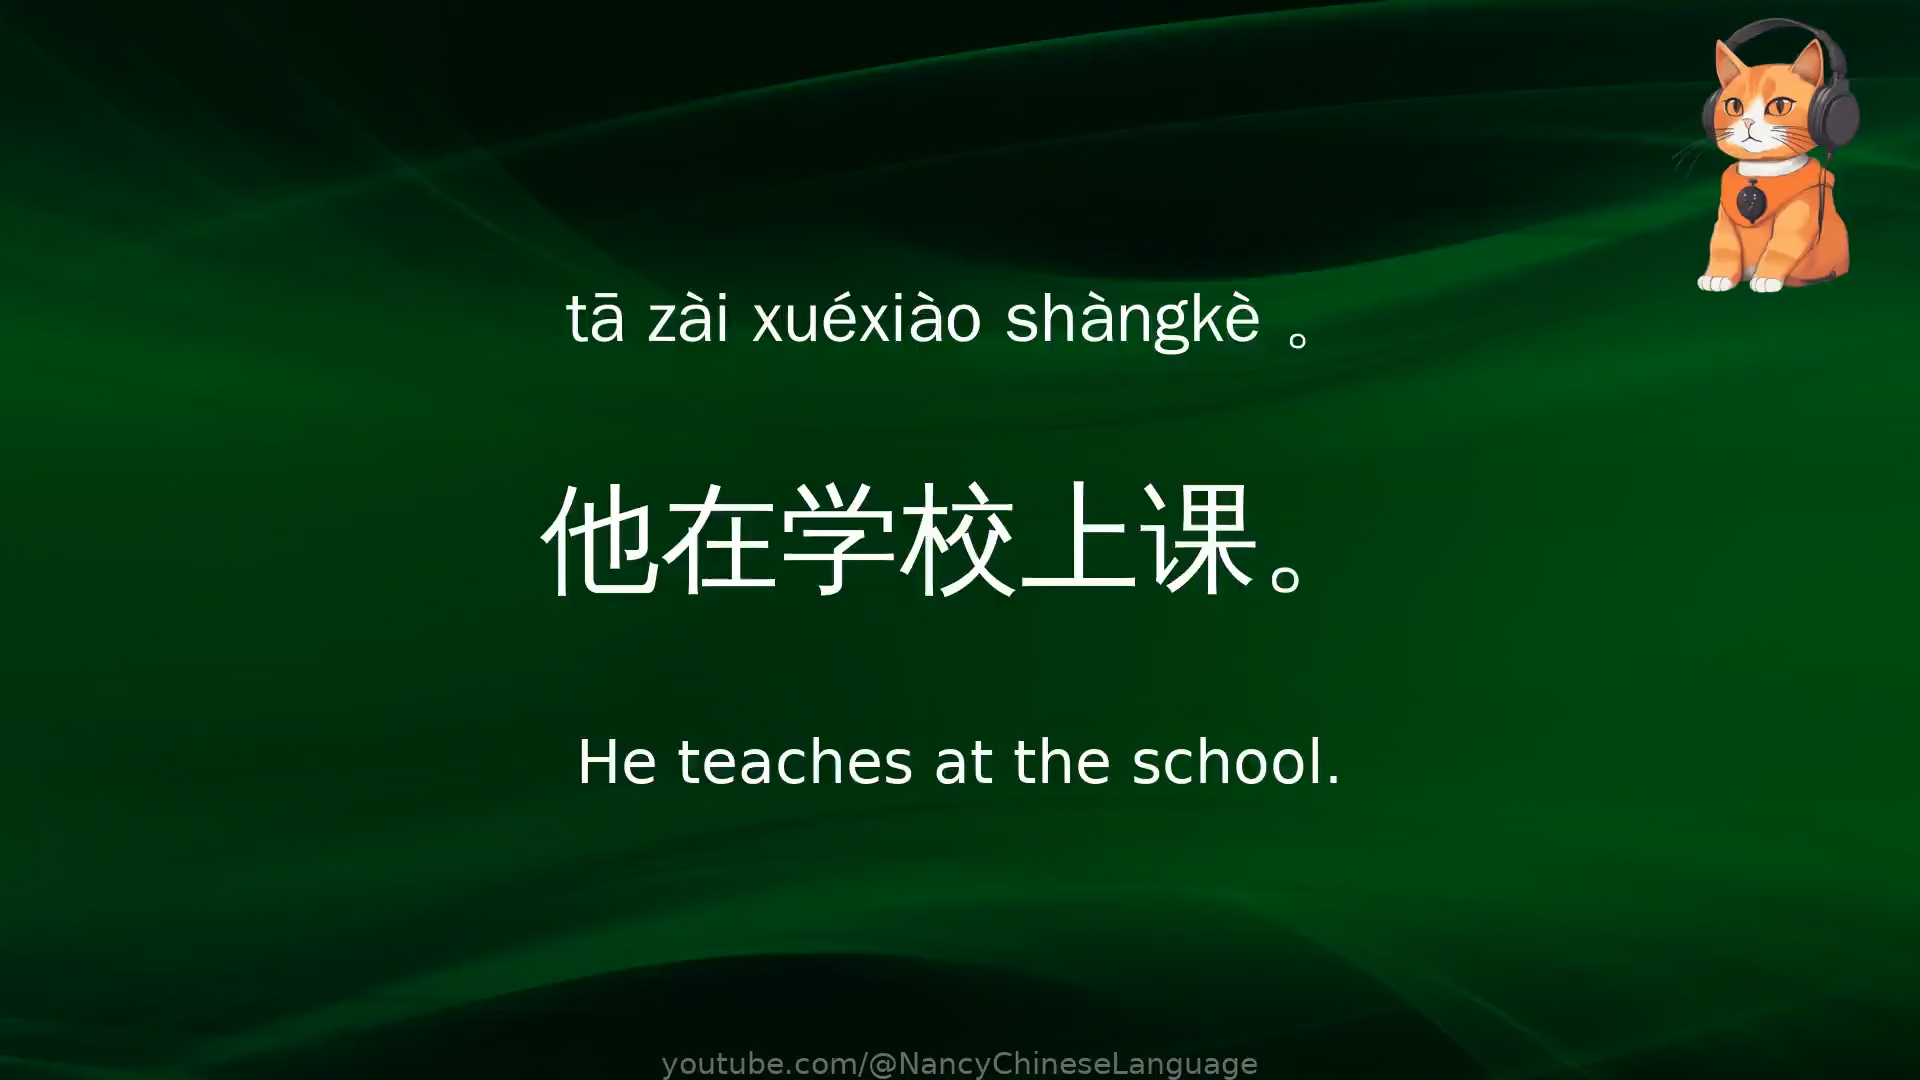 tā zài xuéxiào shàngkè 。
他在学校上课。
He teaches at the school.
youtube.com/@NancyChineseLanguage